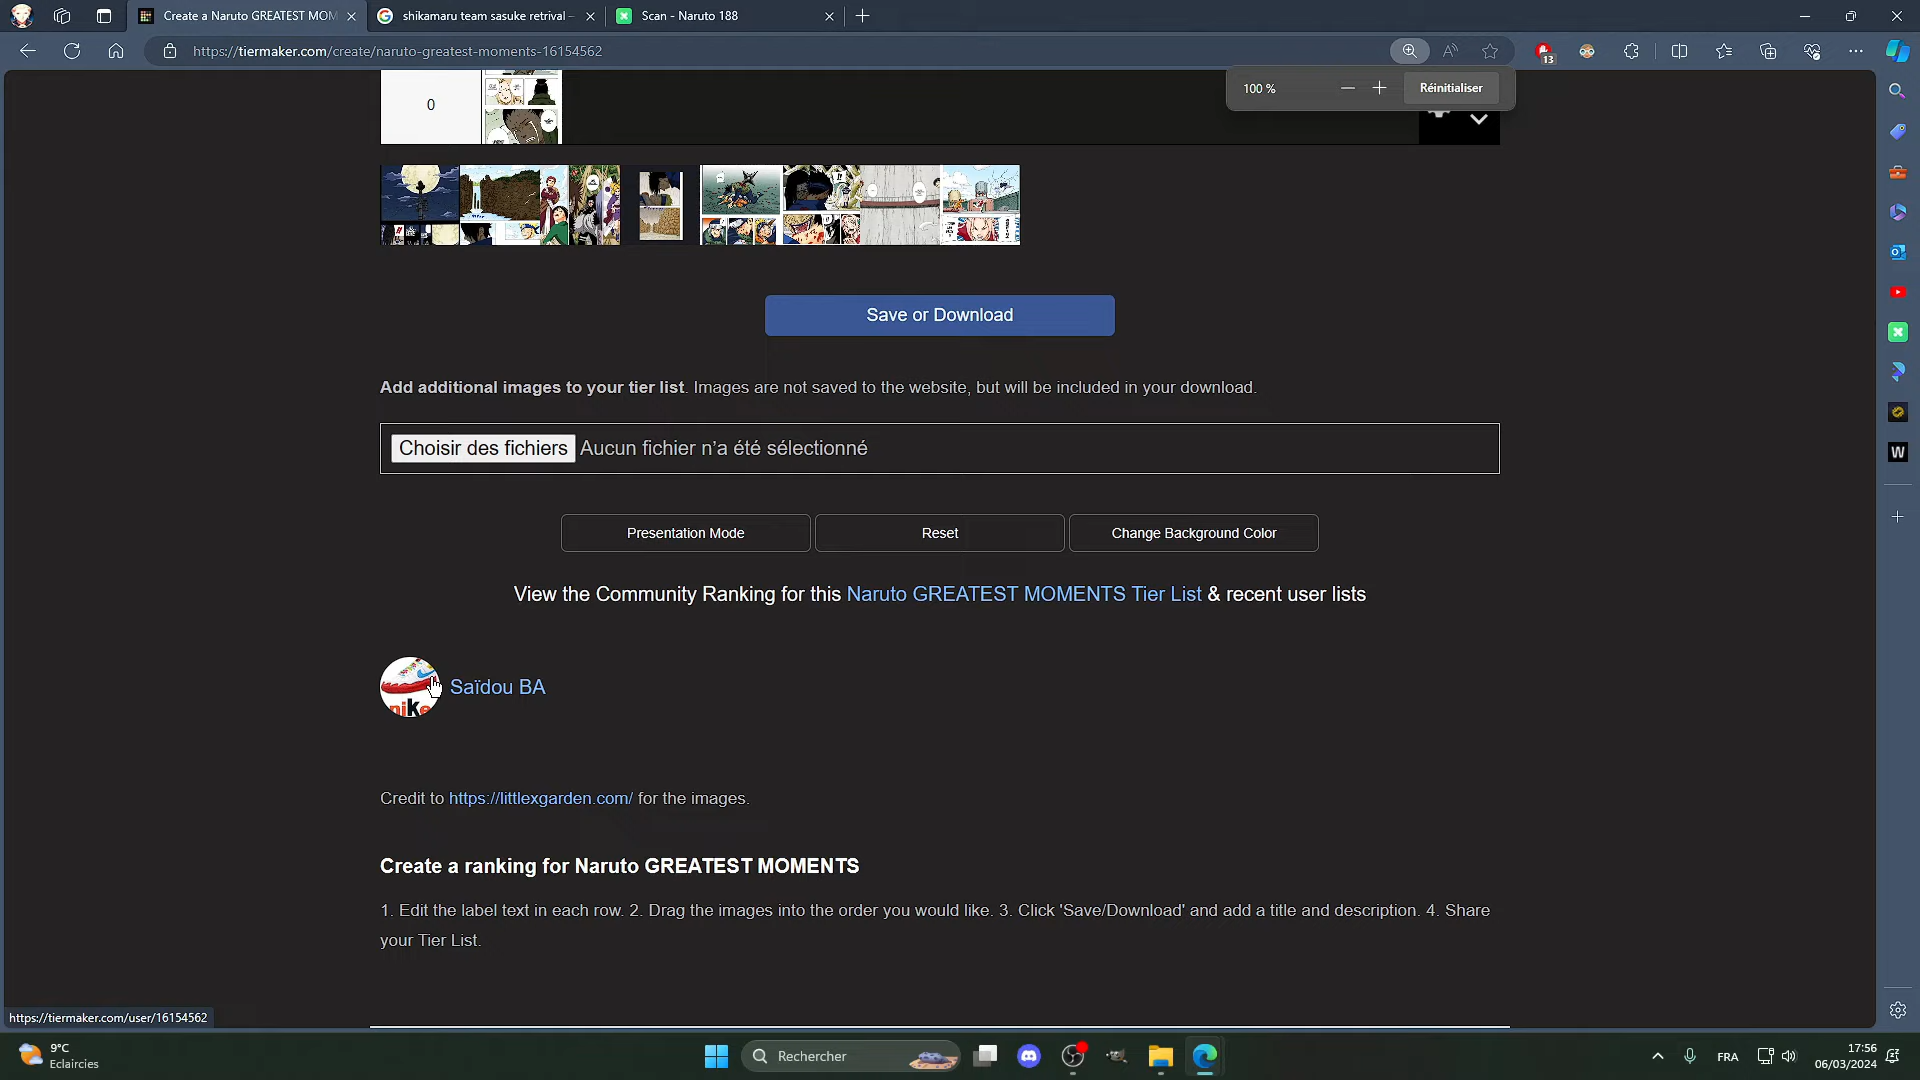 Create a Naruto GREATEST MOM
shikamaru team sasuke retrival -
Scan - Naruto 188
https://tiermaker.com/create/naruto-greatest-moments-16154562
13
100 %
Réinitialiser
0
Save or Download
Add additional images to your tier list. Images are not saved to the website, but will be included in your download.
Choisir des fichiers Aucun fichier n'a été sélectionné
Presentation Mode
Reset
Change Background Color
View the Community Ranking for this Naruto GREATEST MOMENTS Tier List & recent user lists
nike
Saïdou BA
Credit to https://littlexgarden.com/ for the images.
Create a ranking for Naruto GREATEST MOMENTS
1. Edit the label text in each row. 2. Drag the images into the order you would like. 3. Click 'Save/Download' and add a title and description. 4. Share
your Tier List.
W
https://tiermaker.com/user/16154562
9°C
Eclaircies
Rechercher
FRA
17:56
06/03/2024